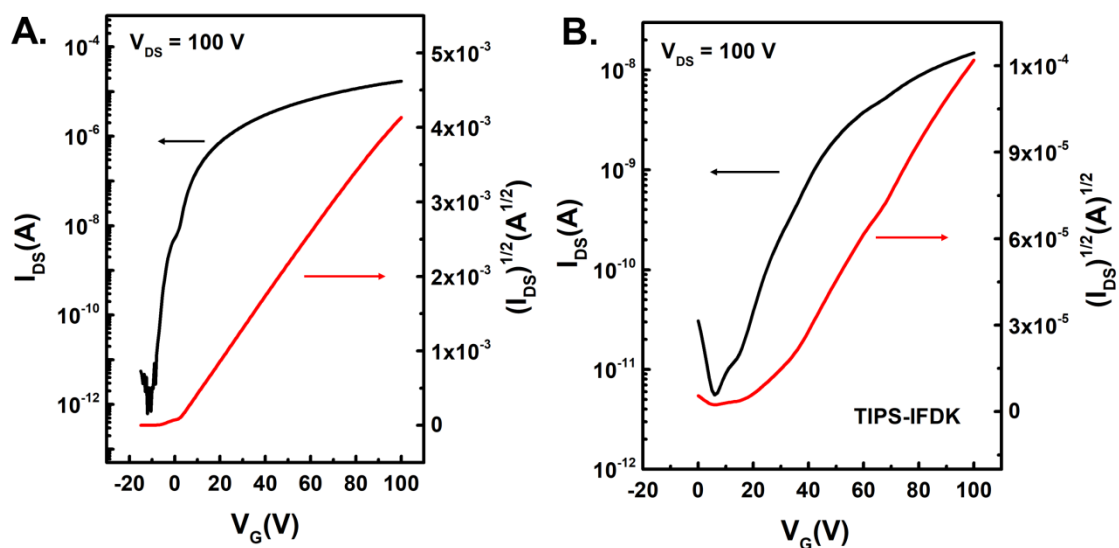 A.
V_DS = 100 V
10^-4
10^-6
10^-8
10^-10
10^-12
I_DS(A)
5x10^-3
4x10^-3
3x10^-3
2x10^-3
1x10^-3
0
(I_DS)^1/2(A^1/2)
-20 0 20 40 60 80 100
V_G(V)
B.
V_DS = 100 V
10^-8
10^-9
10^-10
10^-11
10^-12
I_DS(A)
1x10^-4
9x10^-5
6x10^-5
3x10^-5
0
(I_DS)^1/2(A)^1/2
TIPS-IFDK
-20 0 20 40 60 80 100
V_G(V)